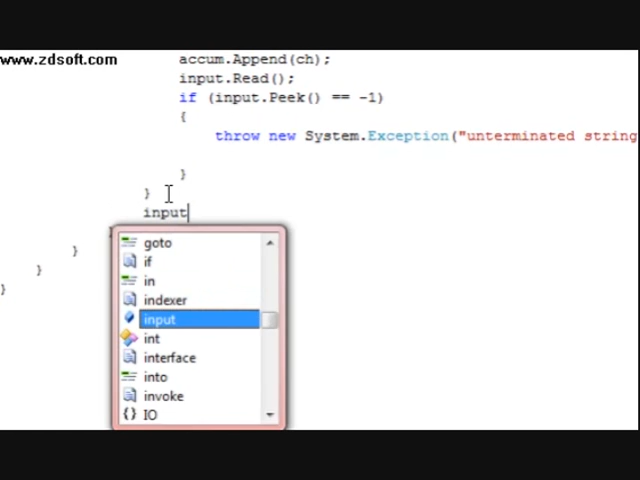 www.zdsoft.com
accum.Append(ch);
input.Read();
if (input.Peek() == -1)
{
throw new System.Exception("unterminated string
}
}
input
}
}
}
goto
if
in
indexer
input
int
interface
into
invoke
{} IO